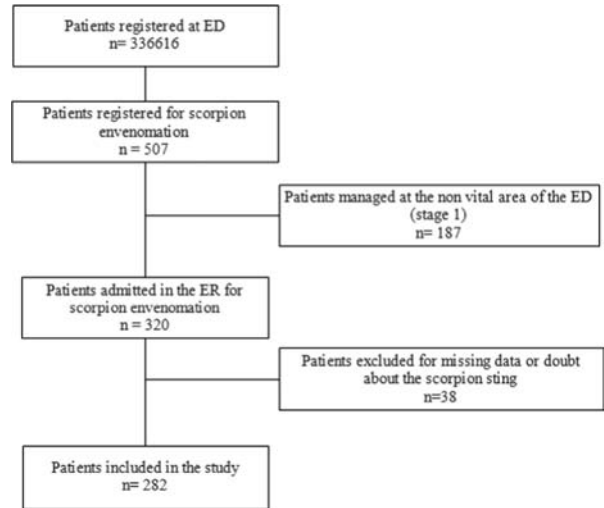 Patients registered at ED
n= 336616
Patients registered for scorpion
envenomation
n = 507
Patients managed at the non vital area of the ED
(stage 1)
n= 187
Patients admitted in the ER for
scorpion envenomation
n = 320
Patients excluded for missing data or doubt
about the scorpion sting
n=38
Patients included in the study
n= 282